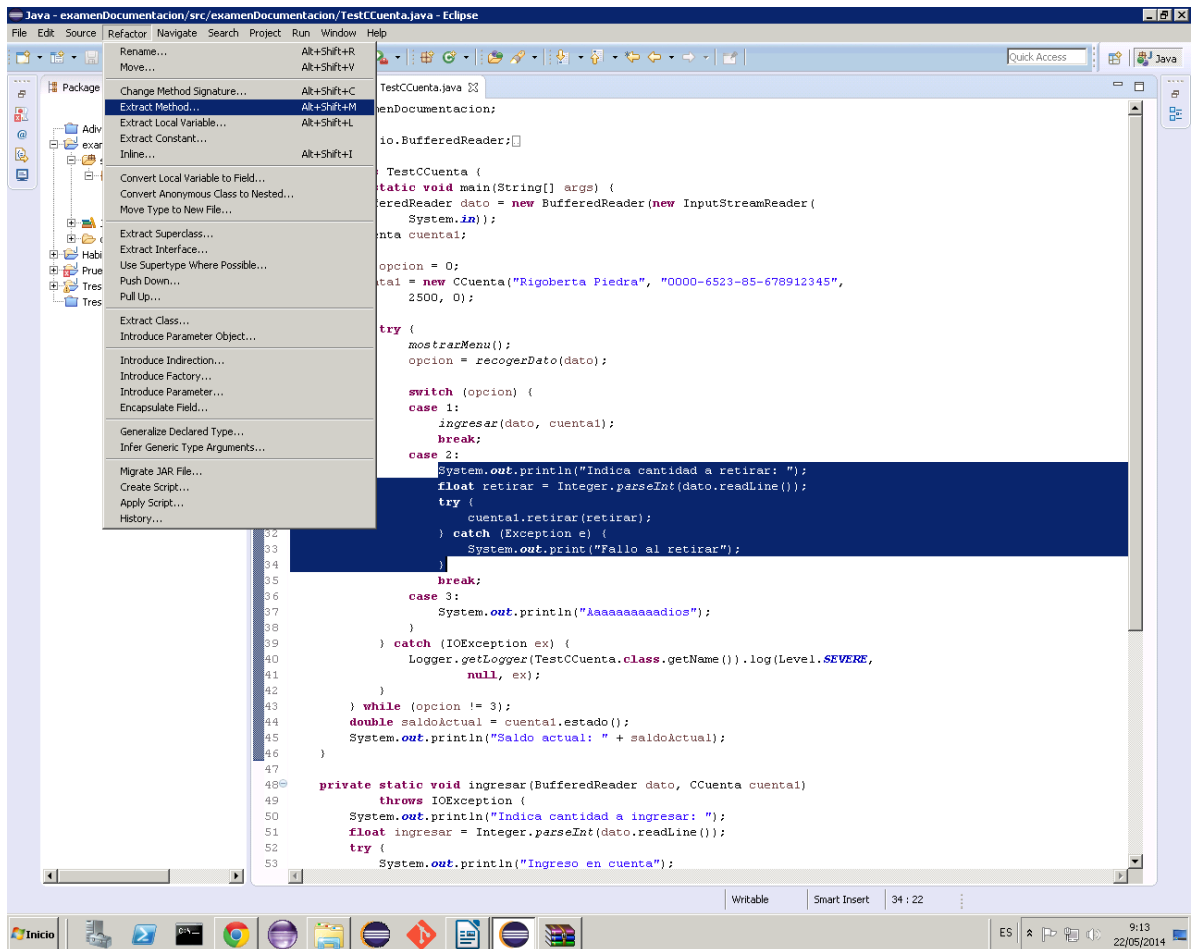 Java - examenDocumentacion/src/examenDocumentacion/TestCCuenta.java - Eclipse
File Edit Source Refactor Navigate Search Project Run Window Help
Quick Access
Java
Rename... Alt+Shift+R
Move... Alt+Shift+V
Change Method Signature... Alt+Shift+C
Extract Method... Alt+Shift+M
Extract Local Variable... Alt+Shift+L
Extract Constant...
Inline... Alt+Shift+I
Convert Local Variable to Field...
Convert Anonymous Class to Nested...
Move Type to New File...
Extract Superclass...
Extract Interface...
Use Supertype Where Possible...
Push Down...
Pull Up...
Extract Class...
Introduce Parameter Object...
Introduce Indirection...
Introduce Factory...
Introduce Parameter...
Encapsulate Field...
Generalize Declared Type...
Infer Generic Type Arguments...
Migrate JAR File...
Create Script...
Apply Script...
History...
Package
Adiv
exar
s
J
c
Habi
Prue
Tres
Tres
TestCCuenta.java
menDocumentacion;
io.BufferedReader;
TestCCuenta {
static void main(String[] args) {
feredReader dato = new BufferedReader(new InputStreamReader(
System.in));
nta cuenta1;
opcion = 0;
ta1 = new CCuenta("Rigoberta Piedra", "0000-6523-85-678912345",
2500, 0);
try {
mostrarMenu();
opcion = recogerDato(dato);
switch (opcion) {
case 1:
ingresar(dato, cuenta1);
break;
case 2:
System.out.println("Indica cantidad a retirar: ");
float retirar = Integer.parseInt(dato.readLine());
try {
cuenta1.retirar(retirar);
32 } catch (Exception e) {
33 System.out.print("Fallo al retirar");
34 }
35 break;
36 case 3:
37 System.out.println("Aaaaaaaaaadios");
38 }
39 } catch (IOException ex) {
40 Logger.getLogger(TestCCuenta.class.getName()).log(Level.SEVERE,
41 null, ex);
42 }
43 } while (opcion != 3);
44 double saldoActual = cuenta1.estado();
45 System.out.println("Saldo actual: " + saldoActual);
46 }
47
48 private static void ingresar(BufferedReader dato, CCuenta cuenta1)
49 throws IOException {
50 System.out.println("Indica cantidad a ingresar: ");
51 float ingresar = Integer.parseInt(dato.readLine());
52 try {
53 System.out.println("Ingreso en cuenta");
Writable Smart Insert 34 : 22
Inicio
ES
9:13
22/05/2014